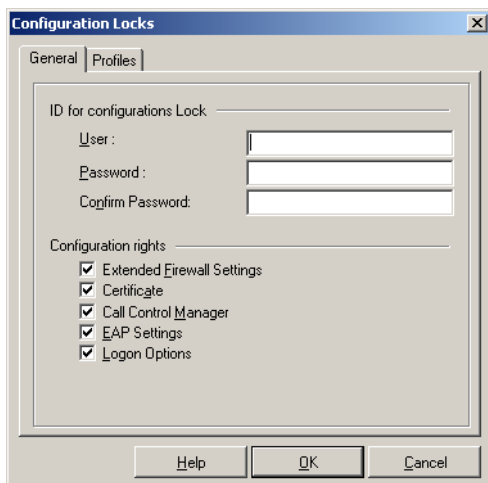 Configuration Locks
General Profiles
ID for configurations Lock
User :
Password :
Confirm Password:
Configuration rights
Extended Firewall Settings
Certificate
Call Control Manager
EAP Settings
Logon Options
Help OK Cancel